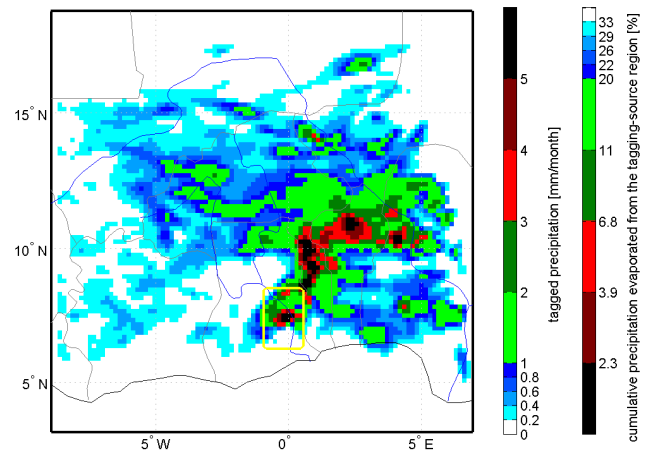 15° N
10° N
5° N
5° W
0°
5° E
5
4
3
2
1
0.8
0.6
0.4
0.2
0
tagged precipitation [mm/month]
33
29
26
22
20
11
6.8
3.9
2.3
cumulative precipitation evaporated from the tagging-source region [%]